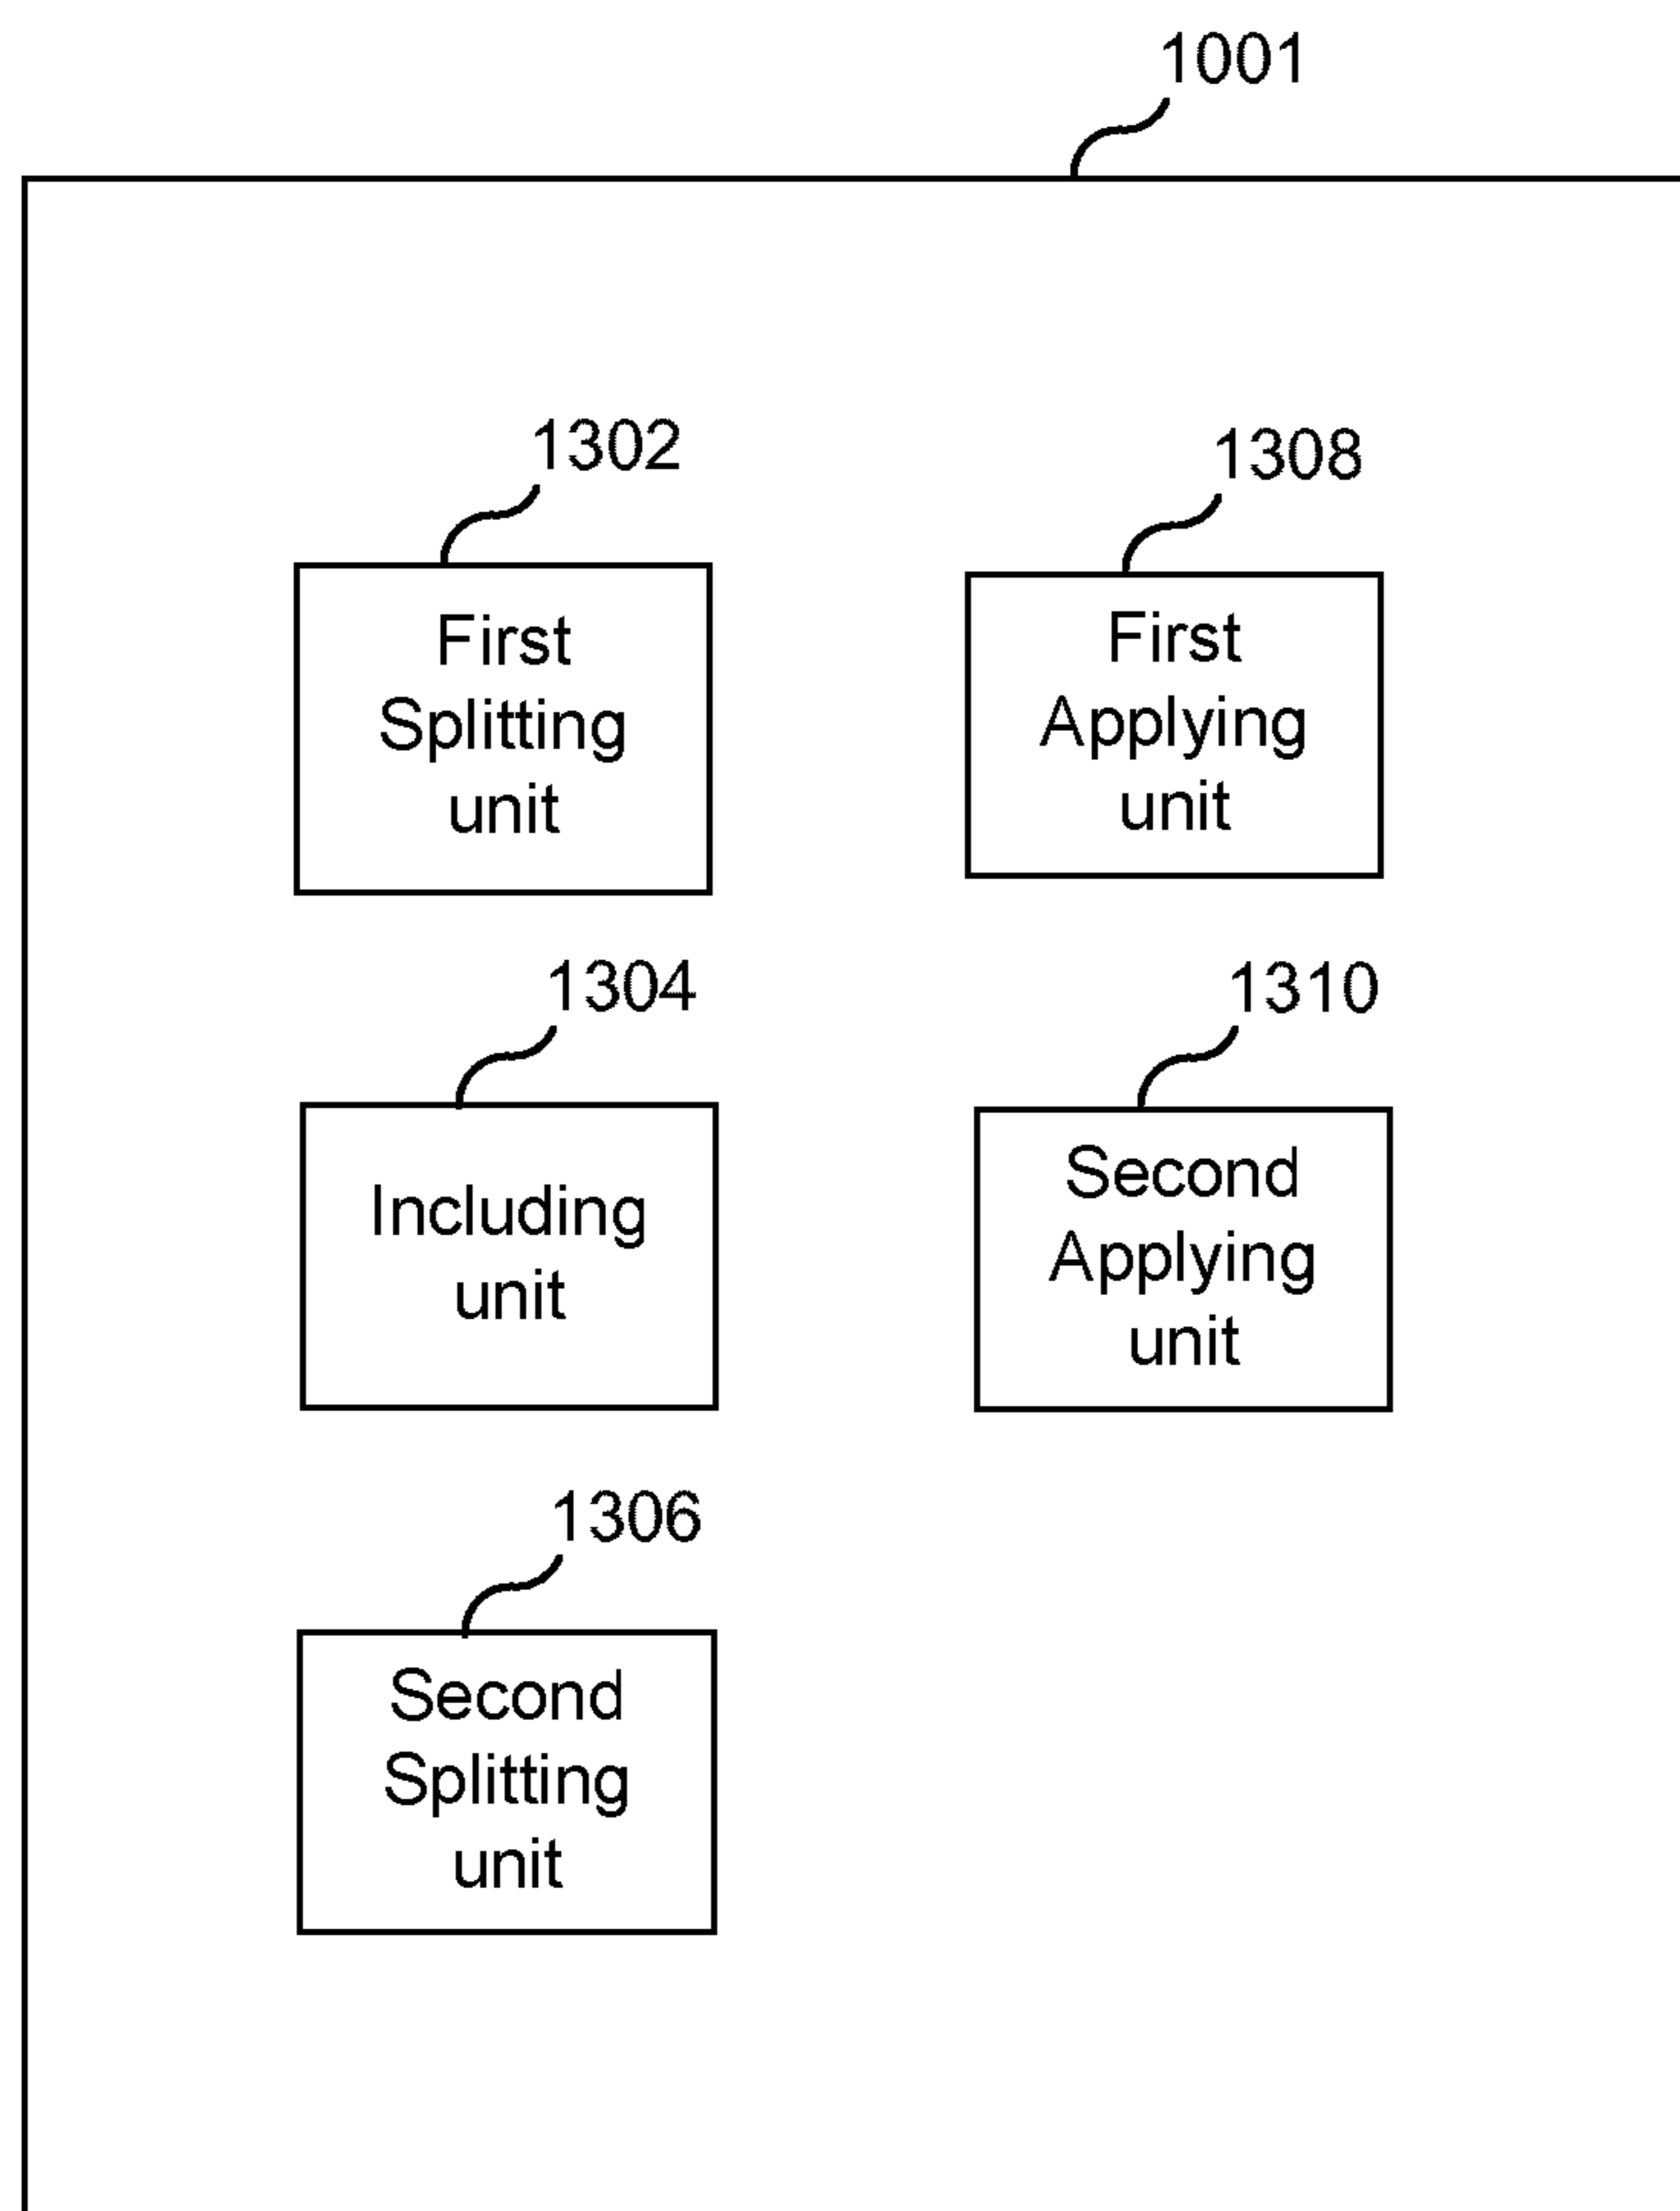 1001
1302
First
Splitting
unit
1304
Including
unit
1306
Second
Splitting
unit
1308
First
Applying
unit
1310
Second
Applying
unit